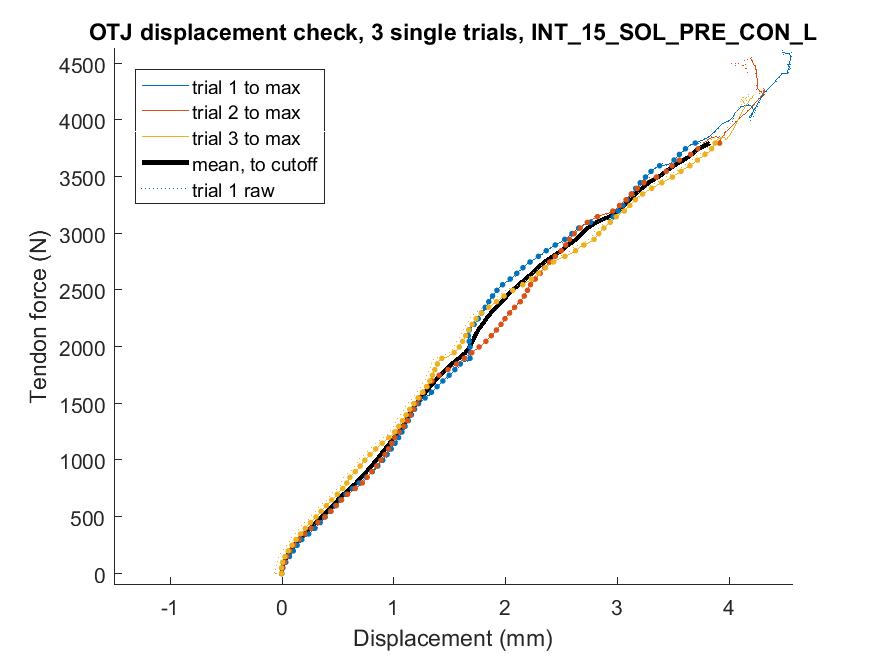 OTJ displacement check, 3 single trials, INT_15_SOL_PRE_CON_L
4500
4000
3500
3000
2500
2000
1500
1000
500
0
Tendon force (N)
trial 1 to max
trial 2 to max
trial 3 to max
mean, to cutoff
trial 1 raw
-1
0
1
2
3
4
Displacement (mm)